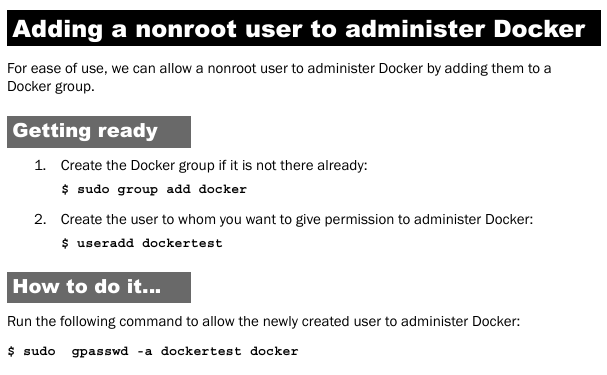 Adding a nonroot user to administer Docker
For ease of use, we can allow a nonroot user to administer Docker by adding them to a
Docker group.
Getting ready
1. Create the Docker group if it is not there already:
$ sudo group add docker
2. Create the user to whom you want to give permission to administer Docker:
$ useradd dockertest
How to do it...
Run the following command to allow the newly created user to administer Docker:
$ sudo  gpasswd -a dockertest docker